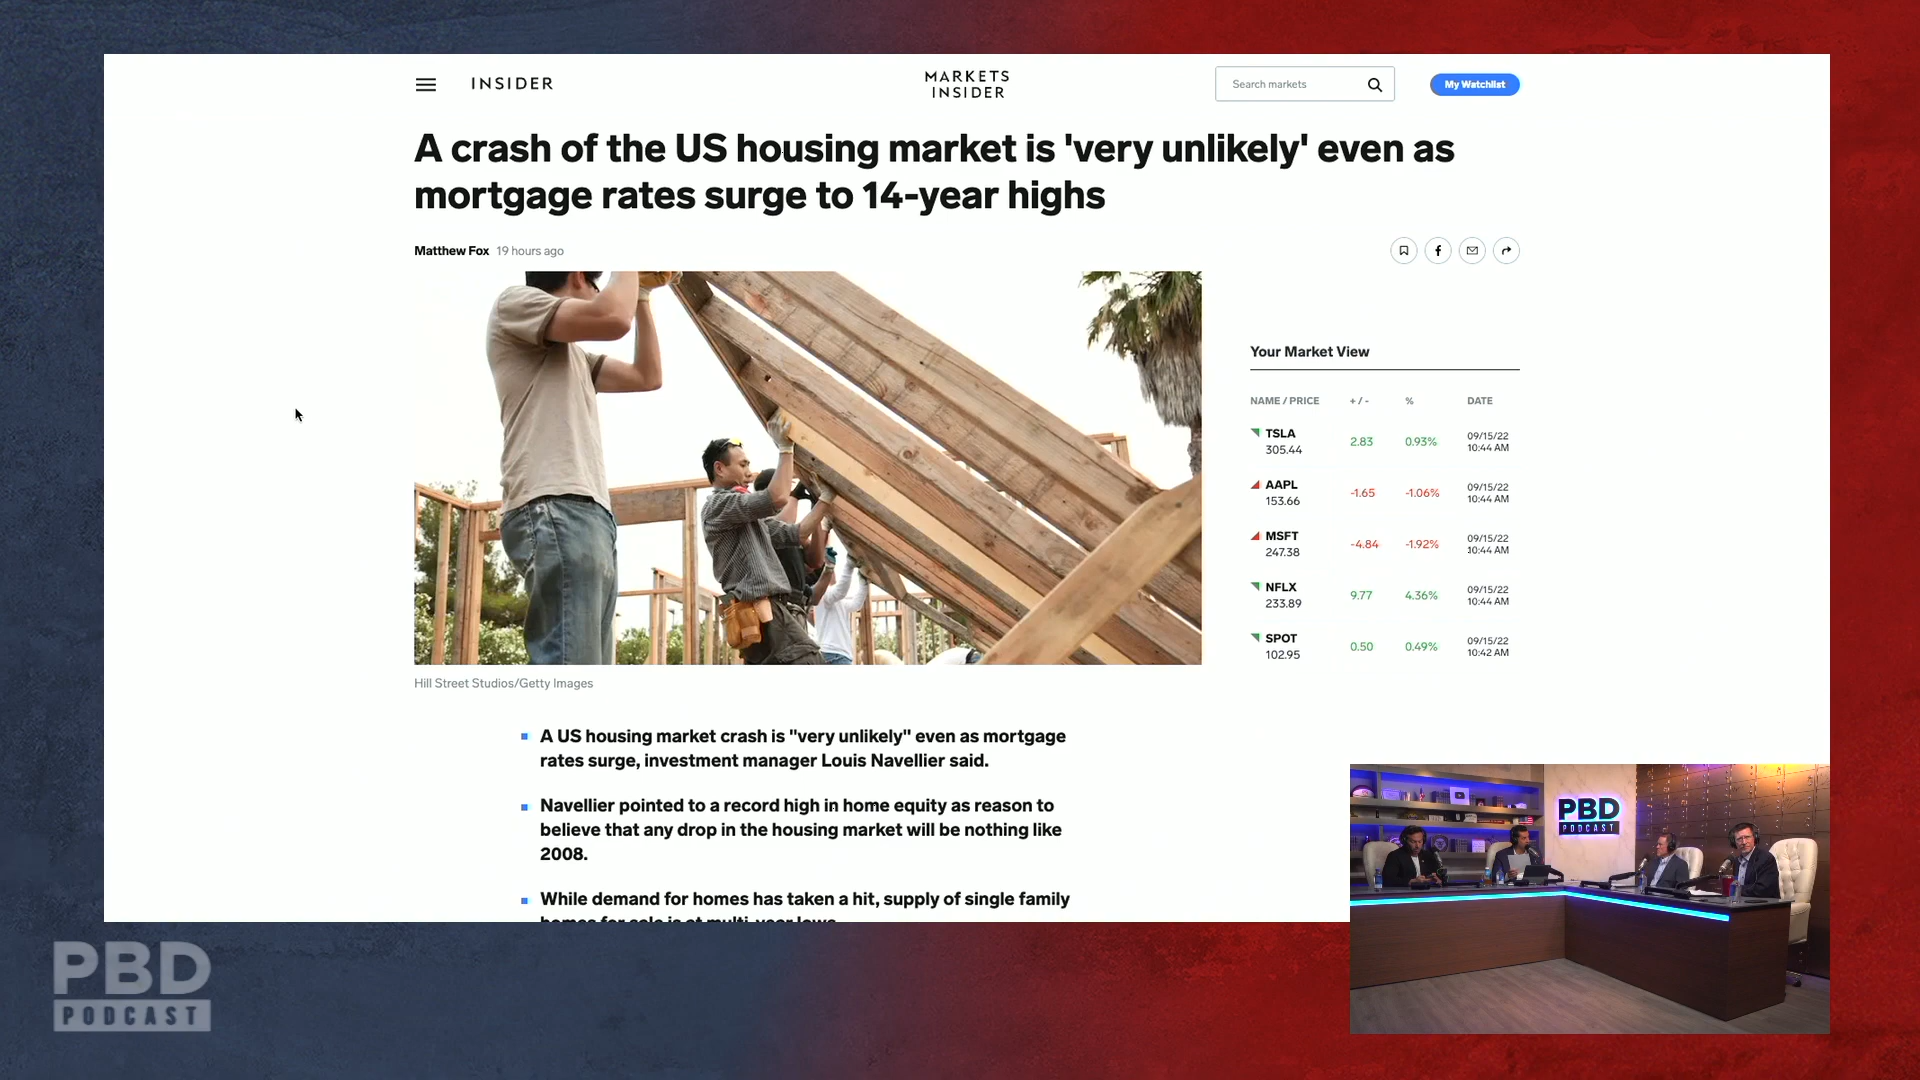 INSIDER
MARKETS
INSIDER
Search markets
My Watchlist
A crash of the US housing market is 'very unlikely' even as
mortgage rates surge to 14-year highs
Matthew Fox 19 hours ago
Your Market View
NAME / PRICE + / - % DATE
TSLA
305.44
2.83
0.93%
09/15/22
10:44 AM
AAPL
153.66
-1.65
-1.06%
09/15/22
10:44 AM
MSFT
247.38
-4.84
-1.92%
09/15/22
10:44 AM
NFLX
233.89
9.77
4.36%
09/15/22
10:44 AM
SPOT
102.95
0.50
0.49%
09/15/22
10:42 AM
Hill Street Studios/Getty Images
A US housing market crash is "very unlikely" even as mortgage
rates surge, investment manager Louis Navellier said.
Navellier pointed to a record high in home equity as reason to
believe that any drop in the housing market will be nothing like
2008.
While demand for homes has taken a hit, supply of single family
homes for sale is at multi-year lows
PBD
PODCAST
PBD
PODCAST